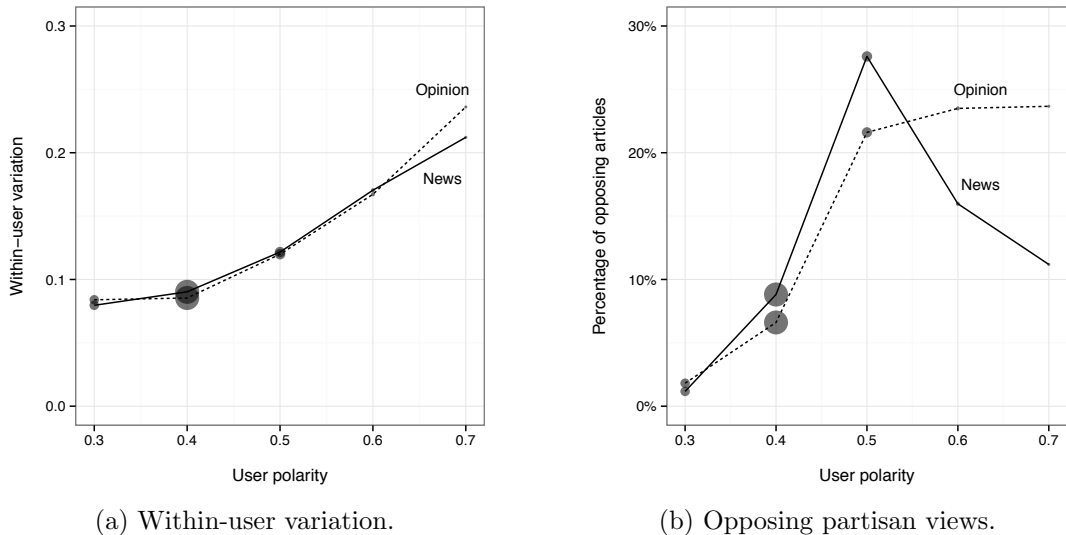 0.3
0.2
0.1
0.0
Within−user variation
Opinion
News
0.3 0.4 0.5 0.6 0.7
User polarity
(a) Within-user variation.
30%
20%
10%
0%
Percentage of opposing articles
Opinion
News
0.3 0.4 0.5 0.6 0.7
User polarity
(b) Opposing partisan views.